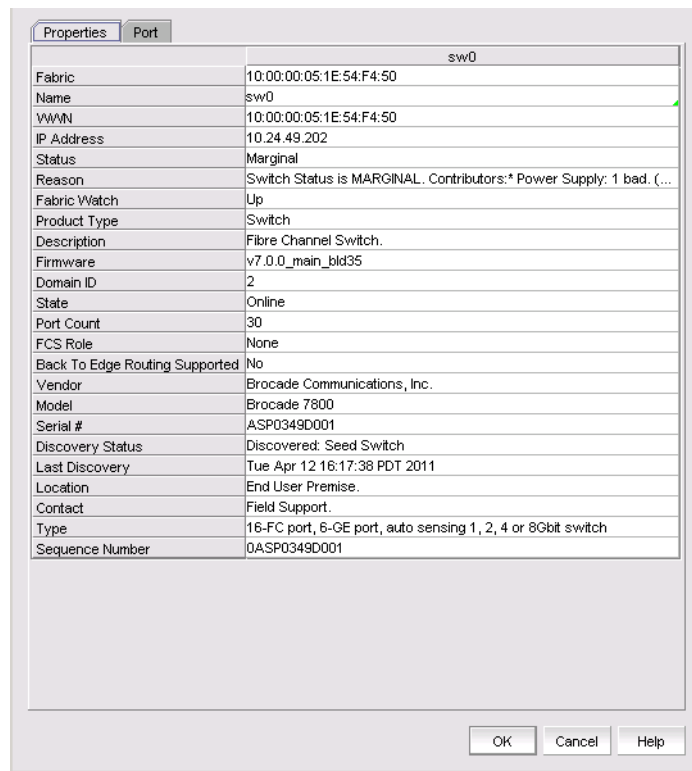 Properties Port
sw0
Fabric 10:00:00:05:1E:54:F4:50
Name sw0
WWN 10:00:00:05:1E:54:F4:50
IP Address 10.24.49.202
Status Marginal
Reason Switch Status is MARGINAL. Contributors:* Power Supply: 1 bad. (...
Fabric Watch Up
Product Type Switch
Description Fibre Channel Switch.
Firmware v7.0.0_main_bld35
Domain ID 2
State Online
Port Count 30
FCS Role None
Back To Edge Routing Supported No
Vendor Brocade Communications, Inc.
Model Brocade 7800
Serial # ASP0349D001
Discovery Status Discovered: Seed Switch
Last Discovery Tue Apr 12 16:17:38 PDT 2011
Location End User Premise.
Contact Field Support.
Type 16-FC port, 6-GE port, auto sensing 1, 2, 4 or 8Gbit switch
Sequence Number 0ASP0349D001
OK Cancel Help